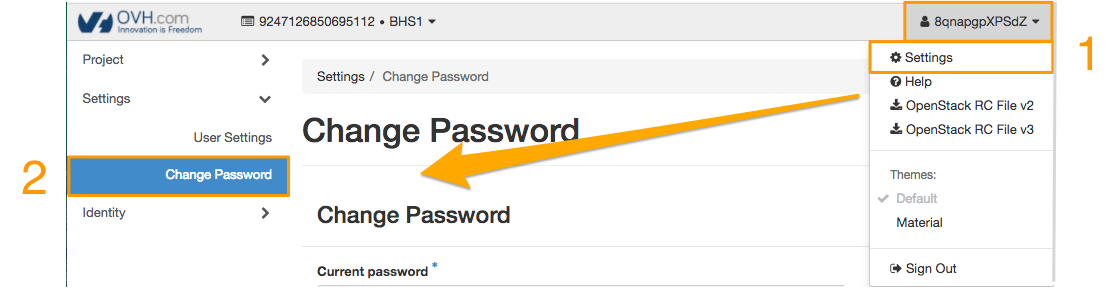 OVH.com
Innovation is Freedom
9247126850695112 • BHS1
8qnapgpXPSdZ
1
Project
Settings
User Settings
2
Change Password
Identity
Settings / Change Password
Change Password
Change Password
Current password *
Settings
Help
OpenStack RC File v2
OpenStack RC File v3
Themes:
Default
Material
Sign Out